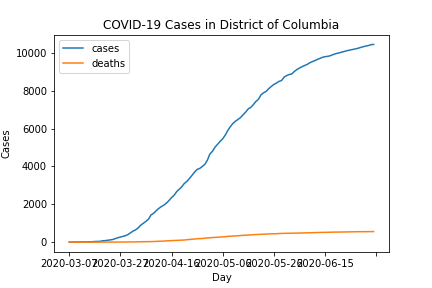 COVID-19 Cases in District of Columbia
cases
deaths
10000
8000
6000
4000
2000
0
Cases
2020-03-07 2020-03-27 2020-04-16 2020-05-06 2020-05-26 2020-06-15
Day